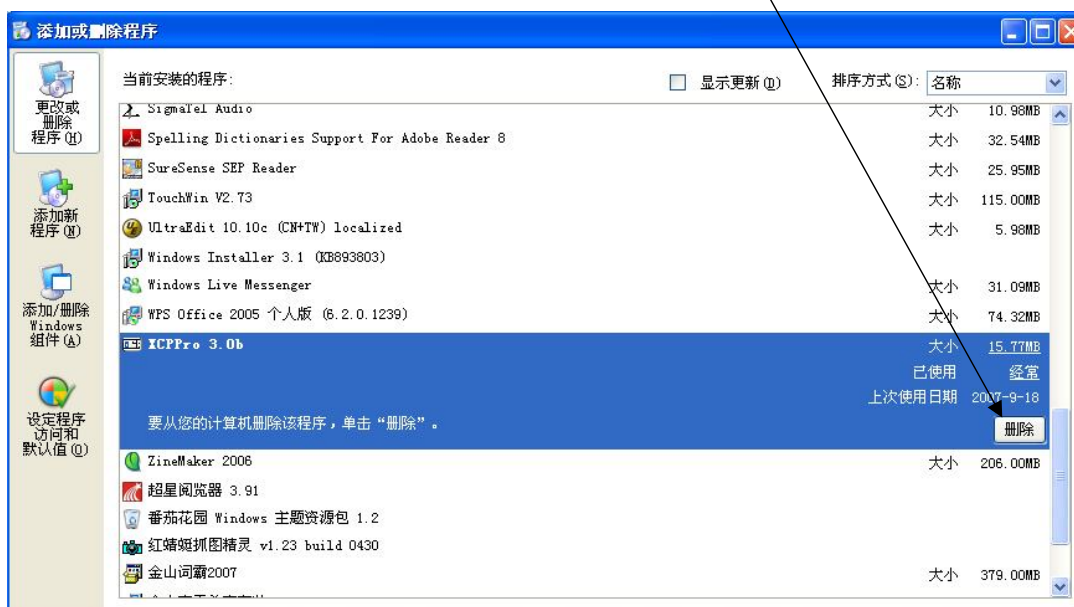 添加或删除程序
更改或
删除
程序(H)
添加新
程序(N)
添加/删除
Windows
组件(A)
设定程序
访问和
默认值(O)
当前安装的程序:
显示更新(D)
排序方式(S): 名称
SigmaTel Audio 大小 10.98MB
Spelling Dictionaries Support For Adobe Reader 8 大小 32.54MB
SureSense SEP Reader 大小 25.95MB
TouchWin V2.73 大小 115.00MB
UltraEdit 10.10c (CN+TW) localized 大小 5.98MB
Windows Installer 3.1 (KB893803)
Windows Live Messenger 大小 31.09MB
WPS Office 2005 个人版 (6.2.0.1239) 大小 74.32MB
XCPPro 3.0b 大小 15.77MB
已使用 经常
上次使用日期 2007-9-18
要从您的计算机删除该程序，单击“删除”。 删除
ZineMaker 2006 大小 206.00MB
超星阅览器 3.91
番茄花园 Windows 主题资源包 1.2
红蜻蜓抓图精灵 v1.23 build 0430
金山词霸2007 大小 379.00MB